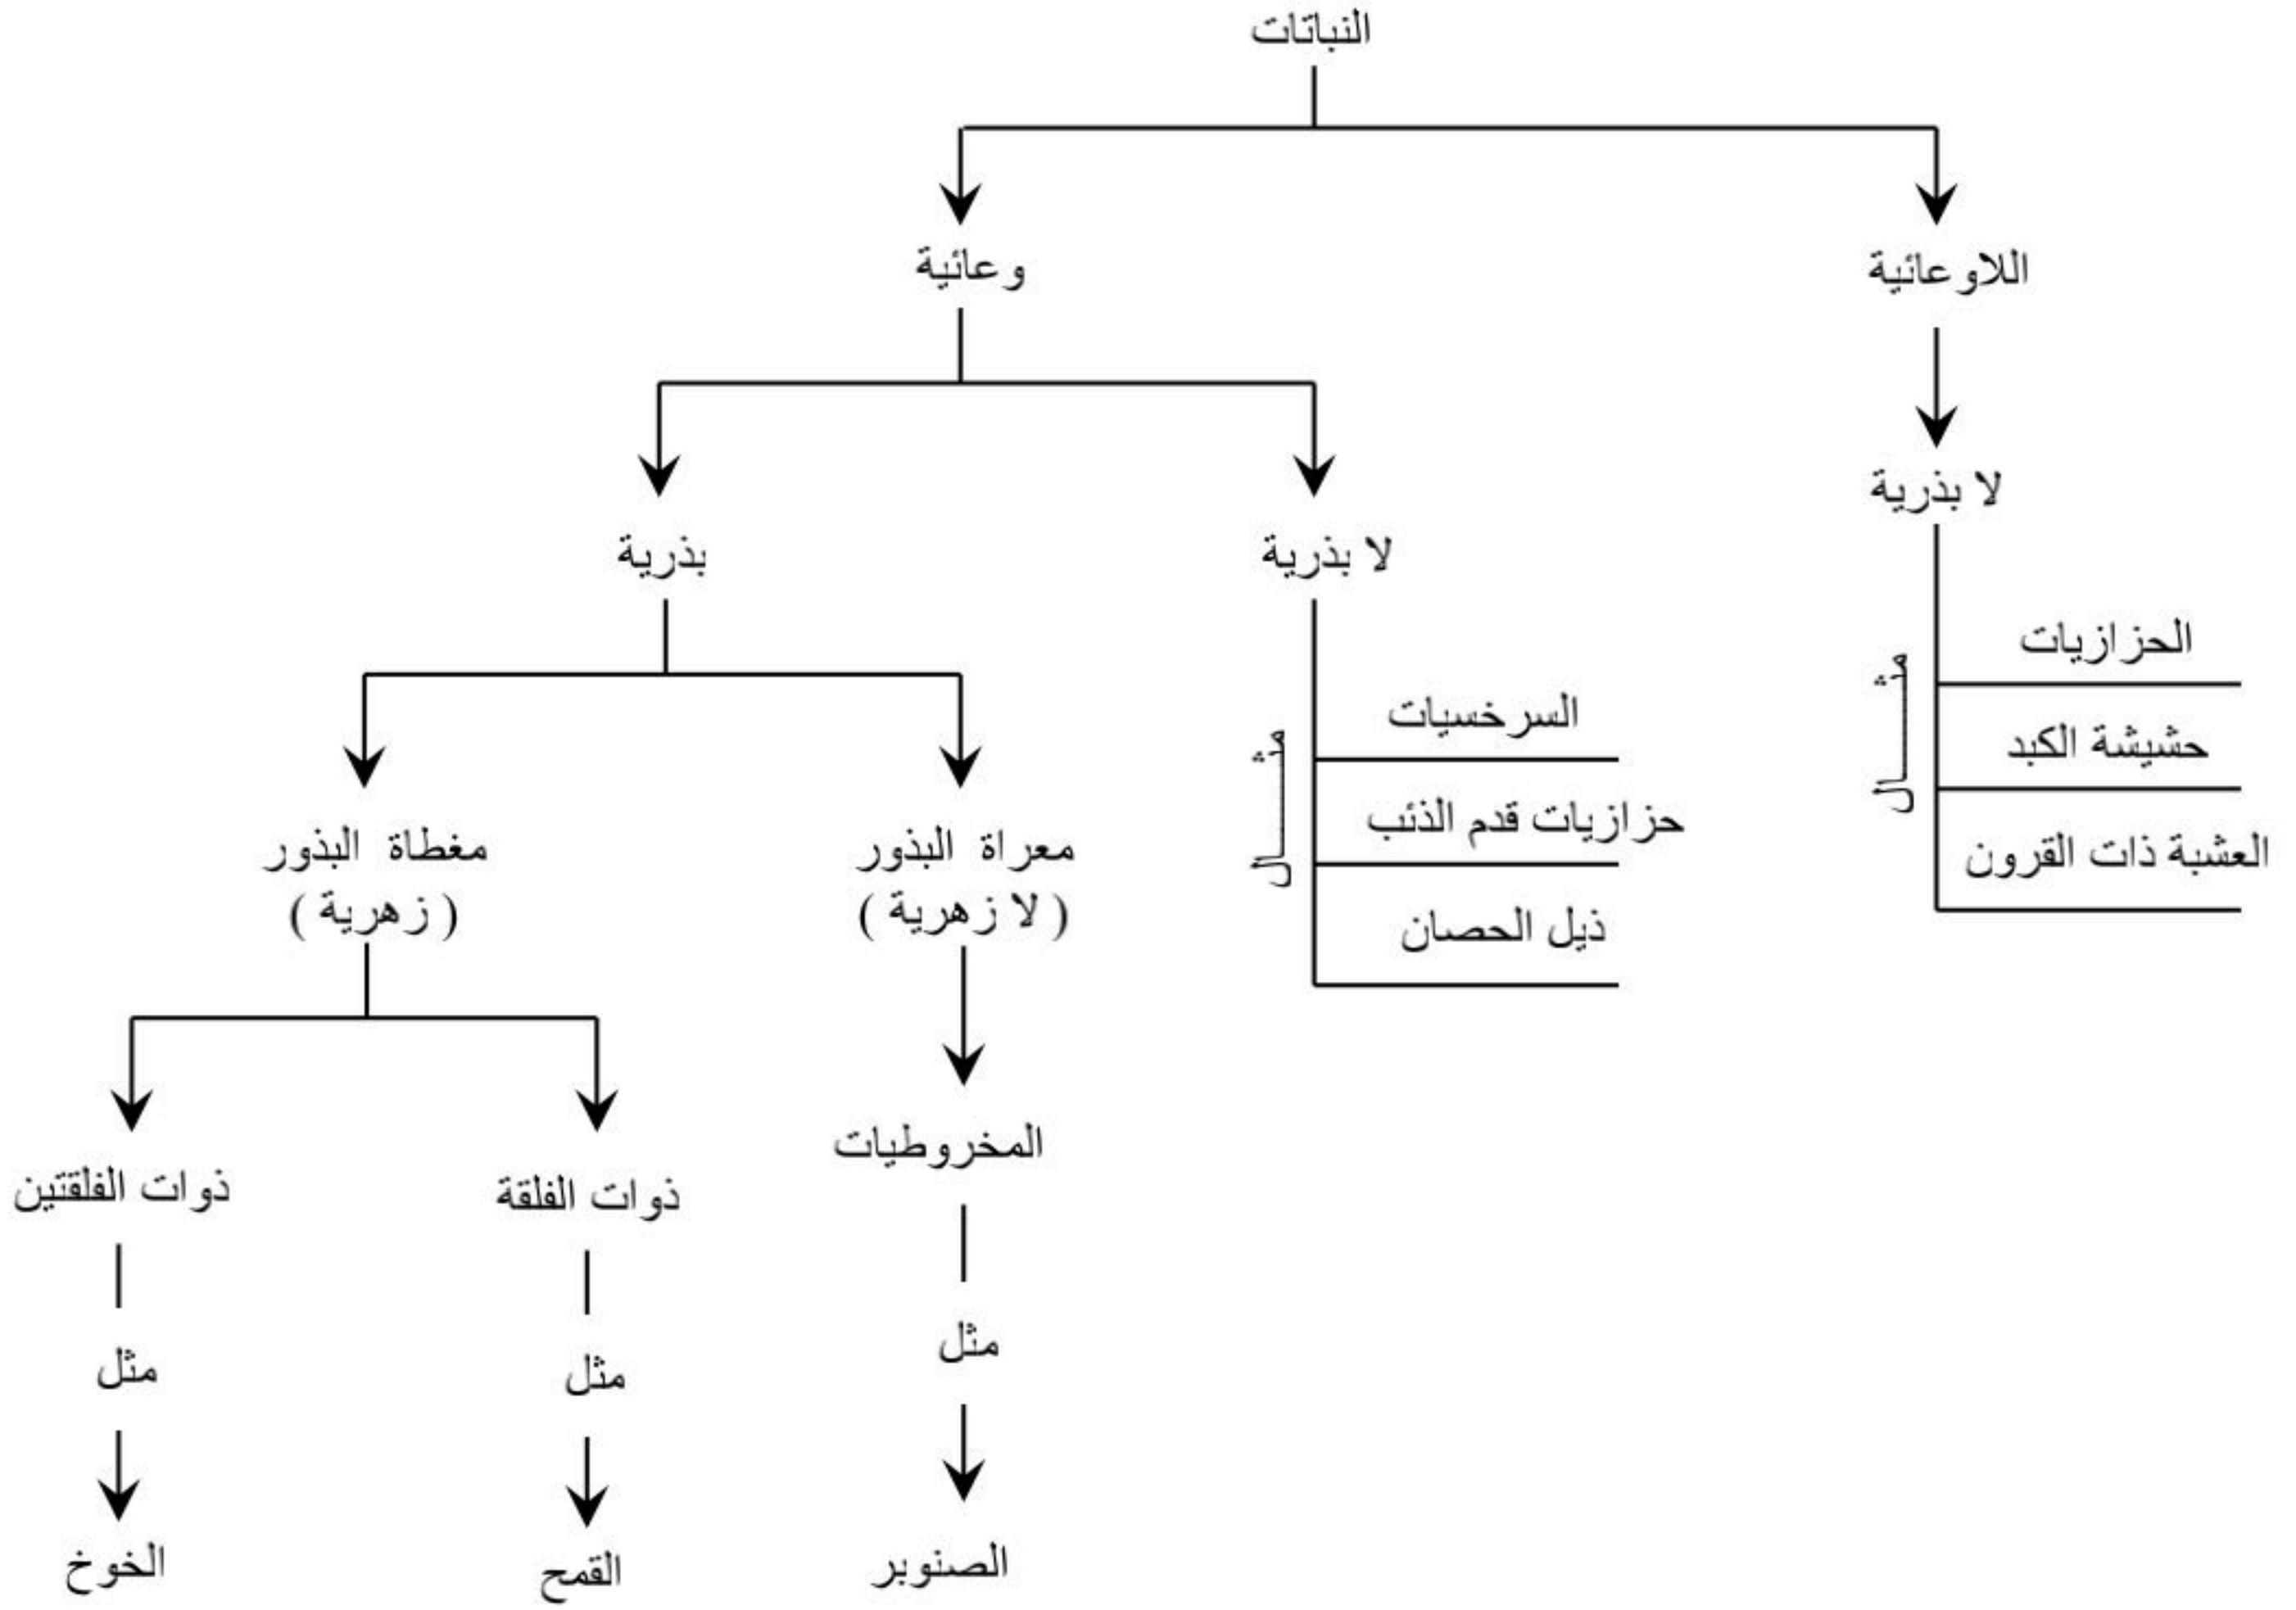 النباتات
اللاوعائية
وعائية
لا بذرية
لا بذرية
بذرية
مثــــال
الحزازيات
حشيشة الكبد
العشبة ذات القرون
مثــــال
السرخسيات
حزازيات قدم الذئب
ذيل الحصان
معراة البذور
( لا زهرية )
مغطاة البذور
( زهرية )
المخروطيات
ذوات الفلقة
ذوات الفلقتين
مثل
مثل
مثل
الصنوبر
القمح
الخوخ